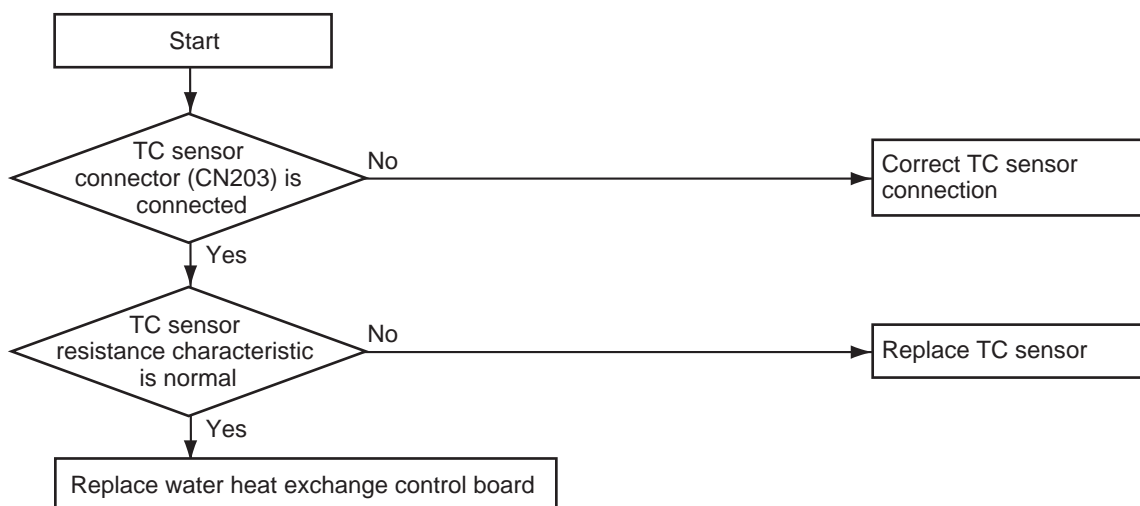 Start
TC sensor
connector (CN203) is
connected
No
Correct TC sensor
connection
Yes
TC sensor
resistance characteristic
is normal
No
Replace TC sensor
Yes
Replace water heat exchange control board